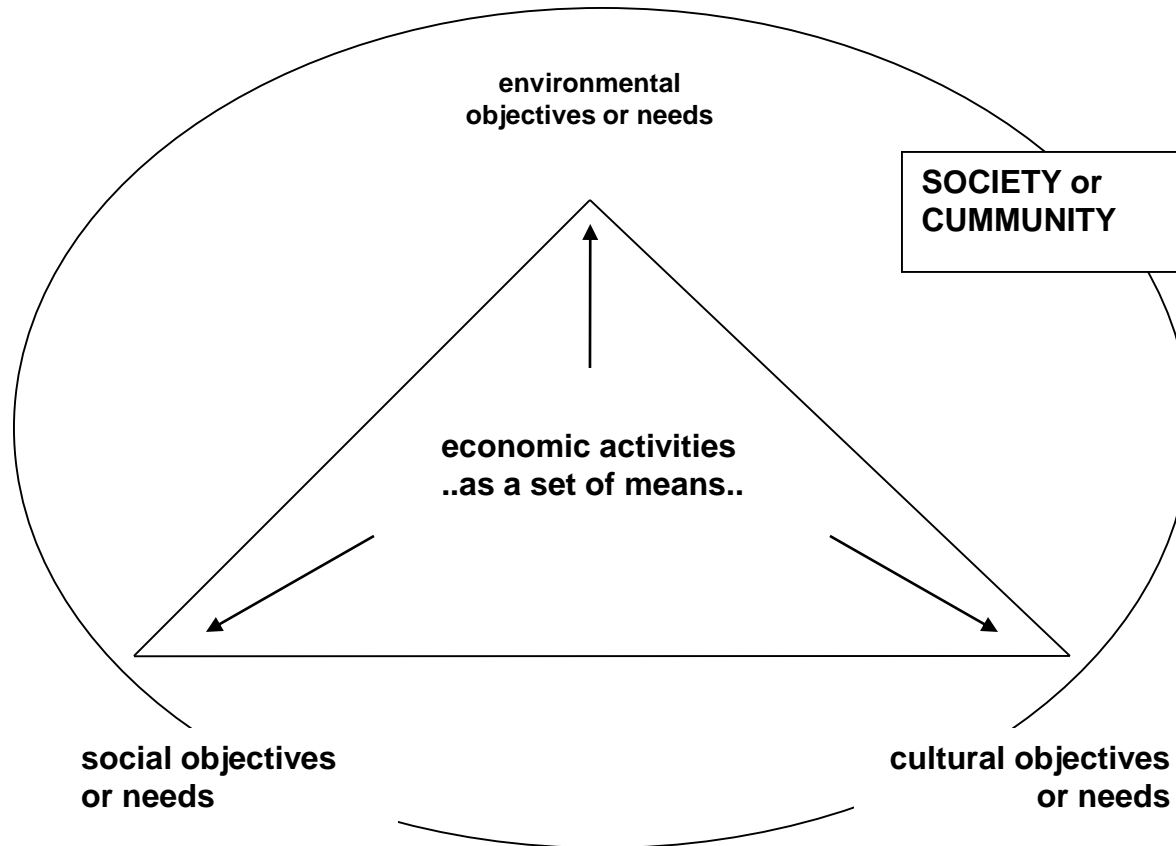 environmental
objectives or needs
SOCIETY or
CUMMUNITY
economic activities
..as a set of means..
social objectives
or needs
cultural objectives
or needs